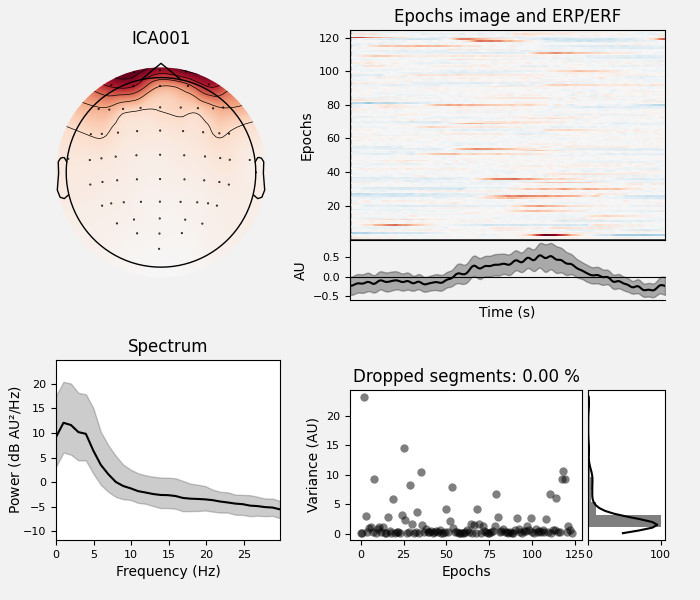 ICA001
Epochs image and ERP/ERF
Epochs
120
100
80
60
40
20
AU
0.5
0.0
−0.5
Time (s)
Spectrum
Power (dB AU²/Hz)
20
15
10
5
0
−5
−10
0 5 10 15 20 25
Frequency (Hz)
Dropped segments: 0.00 %
Variance (AU)
20
15
10
5
0
0 25 50 75 100 125
Epochs
0 100